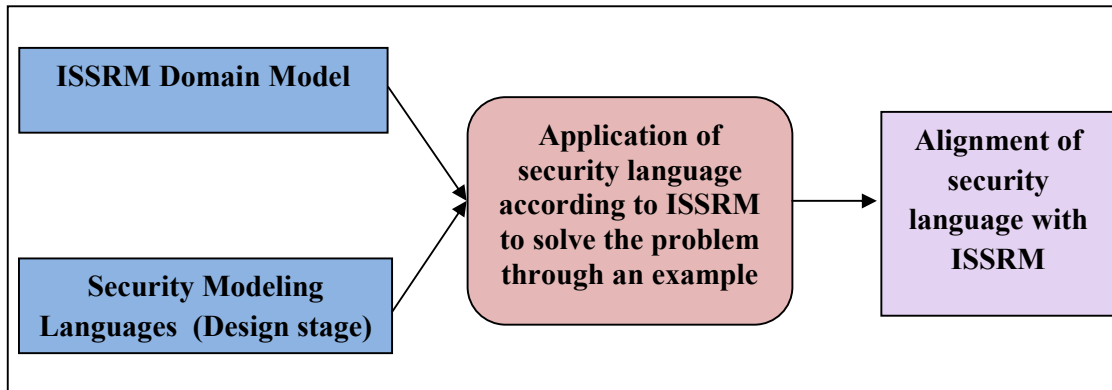 ISSRM Domain Model
Security Modeling
Languages (Design stage)
Application of
security language
according to ISSRM
to solve the problem
through an example
Alignment of
security
language with
ISSRM